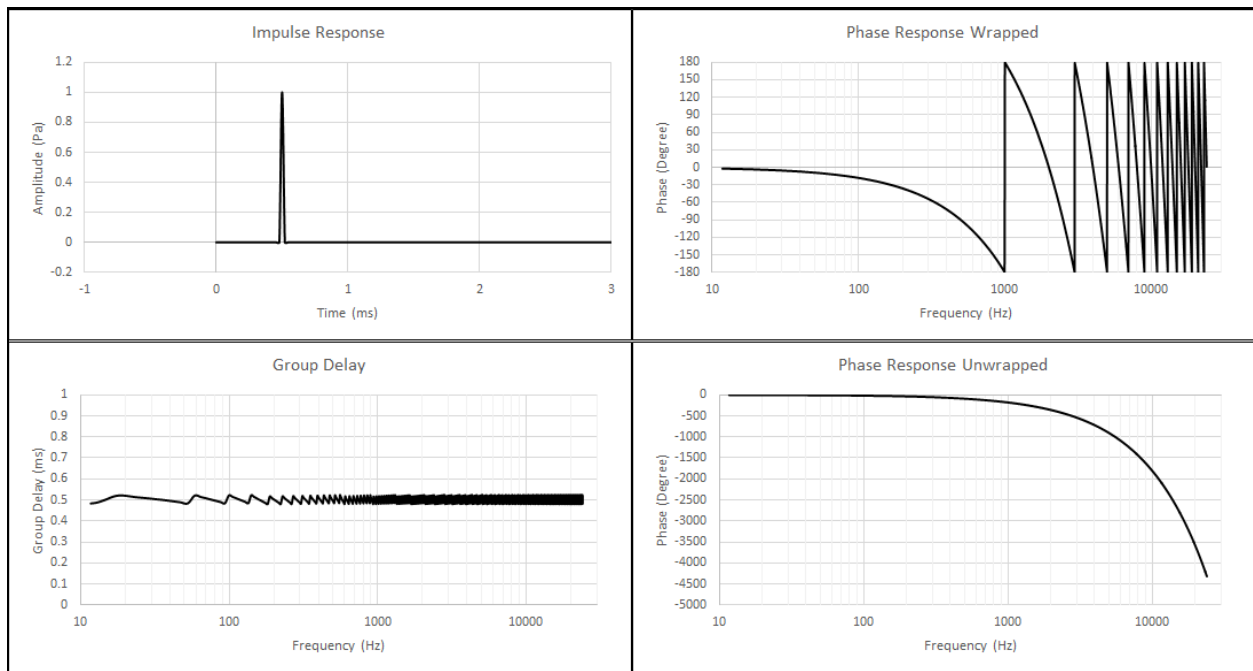 Impulse Response
1.2
1
0.8
0.6
0.4
0.2
0
-0.2
Amplitude (Pa)
-1 0 1 2 3
Time (ms)
Phase Response Wrapped
180
150
120
90
60
30
0
-30
-60
-90
-120
-150
-180
Phase (Degree)
10 100 1000 10000
Frequency (Hz)
Group Delay
1
0.9
0.8
0.7
0.6
0.5
0.4
0.3
0.2
0.1
0
Group Delay (ms)
10 100 1000 10000
Frequency (Hz)
Phase Response Unwrapped
0
-500
-1000
-1500
-2000
-2500
-3000
-3500
-4000
-4500
-5000
Phase (Degree)
10 100 1000 10000
Frequency (Hz)